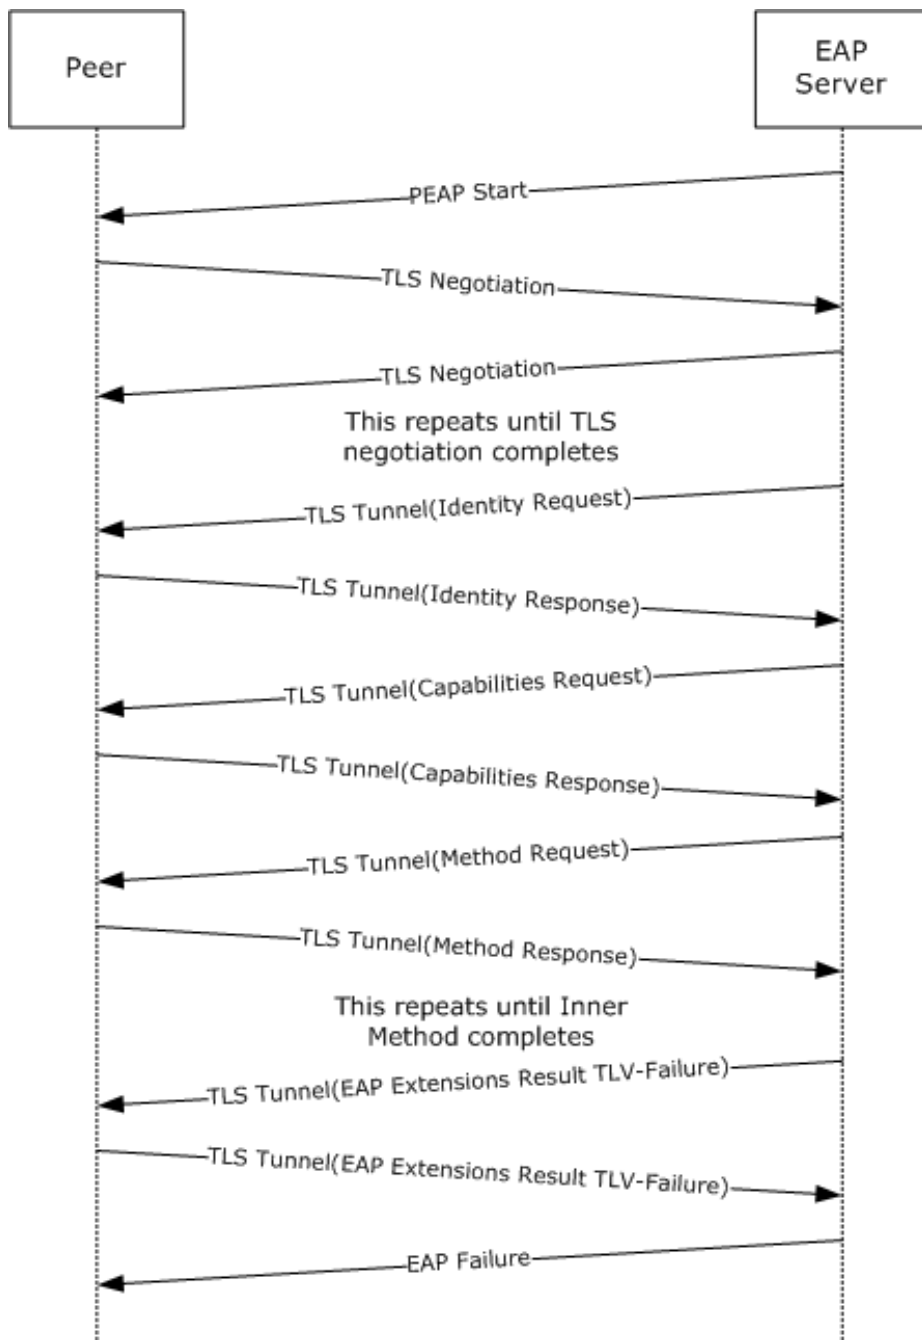 Peer
EAP
Server
PEAP Start
TLS Negotiation
TLS Negotiation
This repeats until TLS
negotiation completes
TLS Tunnel(Identity Request)
TLS Tunnel(Identity Response)
TLS Tunnel(Capabilities Request)
TLS Tunnel(Capabilities Response)
TLS Tunnel(Method Request)
TLS Tunnel(Method Response)
This repeats until Inner
Method completes
TLS Tunnel(EAP Extensions Result TLV-Failure)
TLS Tunnel(EAP Extensions Result TLV-Failure)
EAP Failure